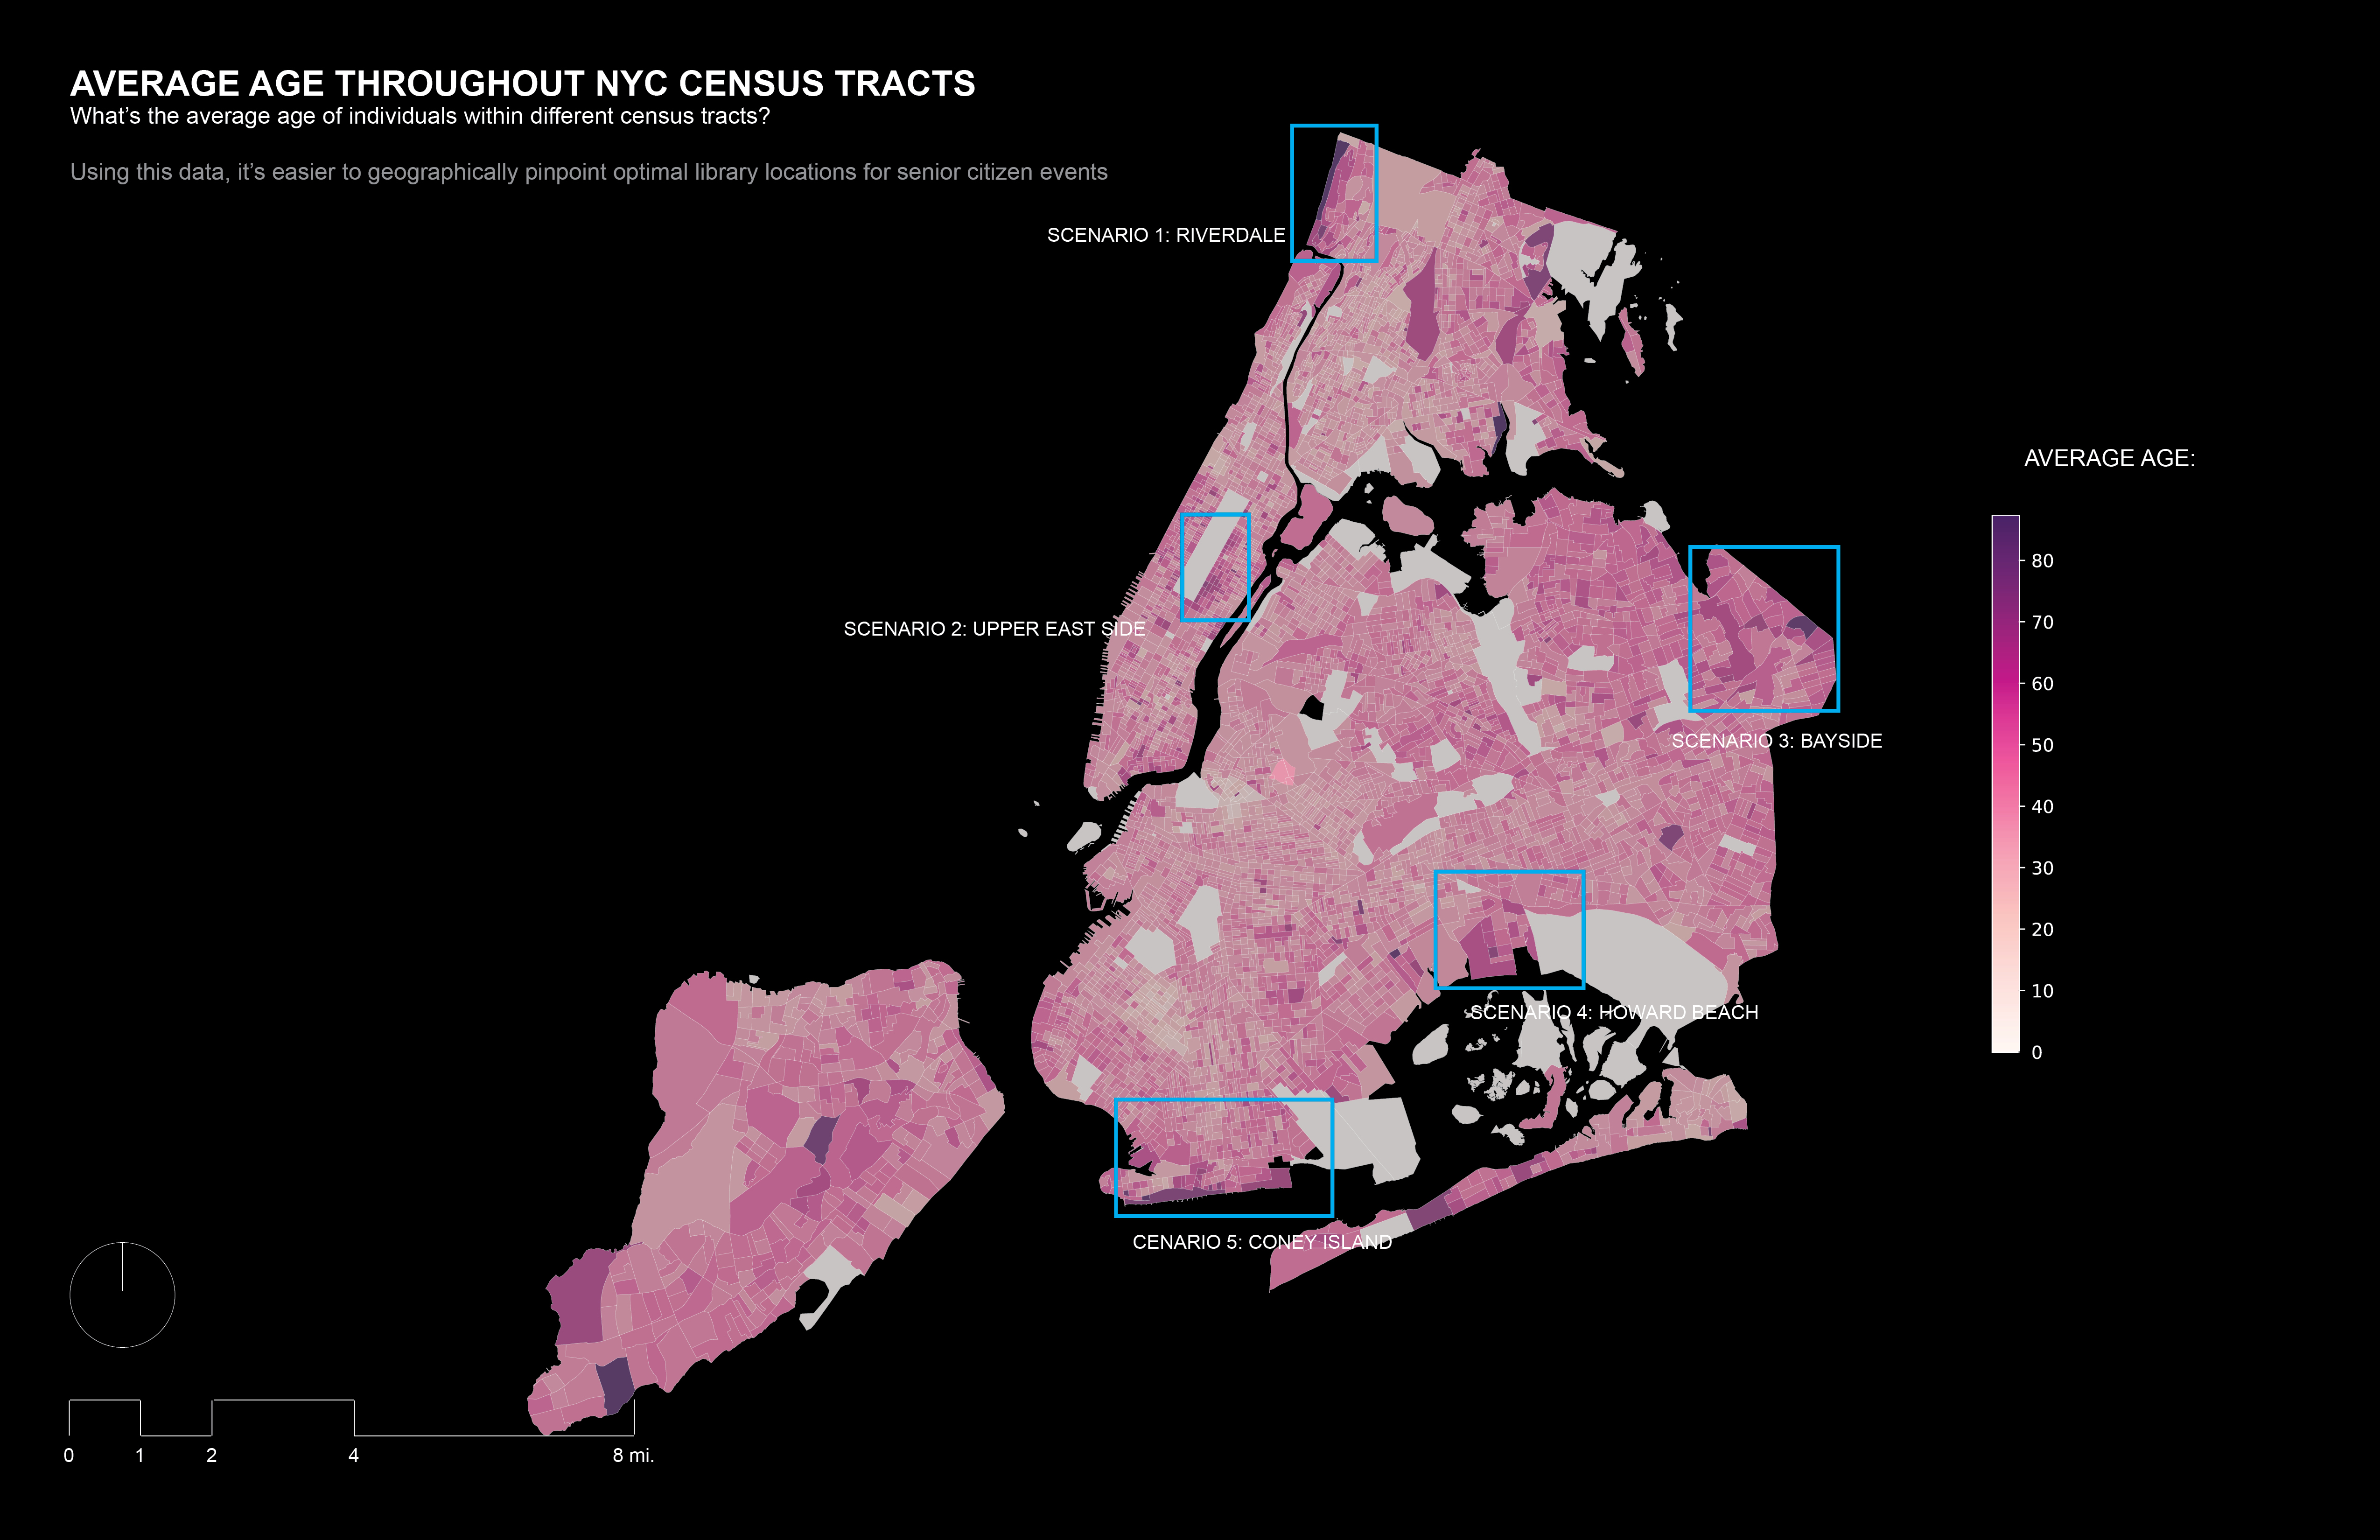 AVERAGE AGE THROUGHOUT NYC CENSUS TRACTS
What’s the average age of individuals within different census tracts?
Using this data, it’s easier to geographically pinpoint optimal library locations for senior citizen events
SCENARIO 1: RIVERDALE
SCENARIO 2: UPPER EAST SIDE
SCENARIO 3: BAYSIDE
SCENARIO 4: HOWARD BEACH
CENARIO 5: CONEY ISLAND
AVERAGE AGE:
80
70
60
50
40
30
20
10
0
0 1 2 4 8 mi.